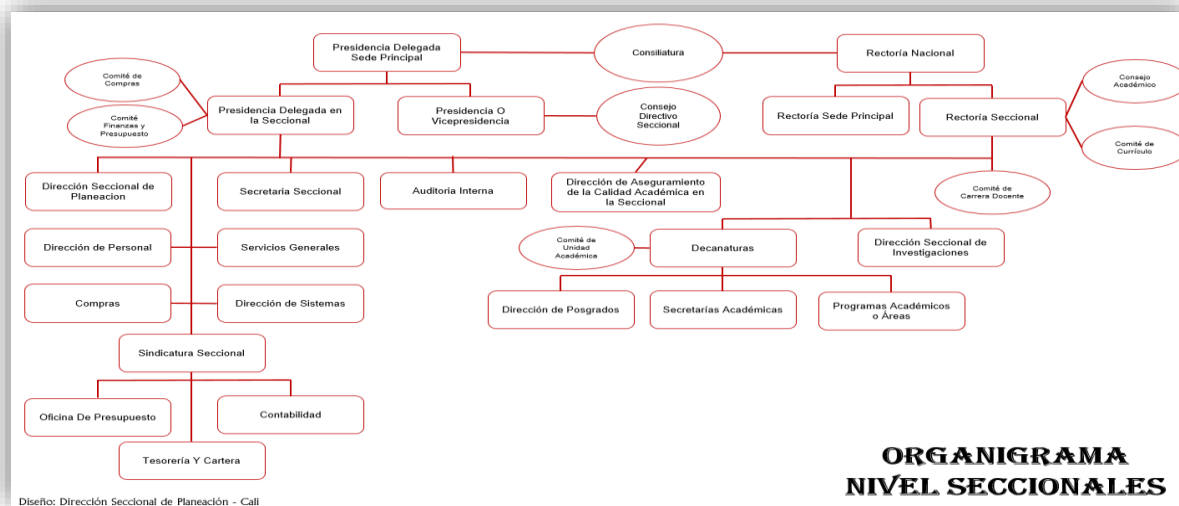 Presidencia Delegada
Sede Principal
Consiliatura
Rectoría Nacional
Comité de
Compras
Consejo
Académico
Presidencia Delegada en
la Seccional
Presidencia O
Vicepresidencia
Consejo
Directivo
Seccional
Rectoría Sede Principal
Rectoría Seccional
Comité
Finanzas y
Presupuesto
Comité de
Currículo
Dirección Seccional de
Planeacion
Secretaria Seccional
Auditoria Interna
Dirección de Aseguramiento
de la Calidad Académica en
la Seccional
Comité de
Carrera Docente
Dirección de Personal
Servicios Generales
Comité de
Unidad
Académica
Decanaturas
Dirección Seccional de
Investigaciones
Compras
Dirección de Sistemas
Dirección de Posgrados
Secretarías Académicas
Programas Académicos
o Áreas
Sindicatura Seccional
Oficina De Presupuesto
Contabilidad
Tesorería Y Cartera
ORGANIGRAMA
NIVEL SECCIONALES
Diseño: Dirección Seccional de Planeación - Cali